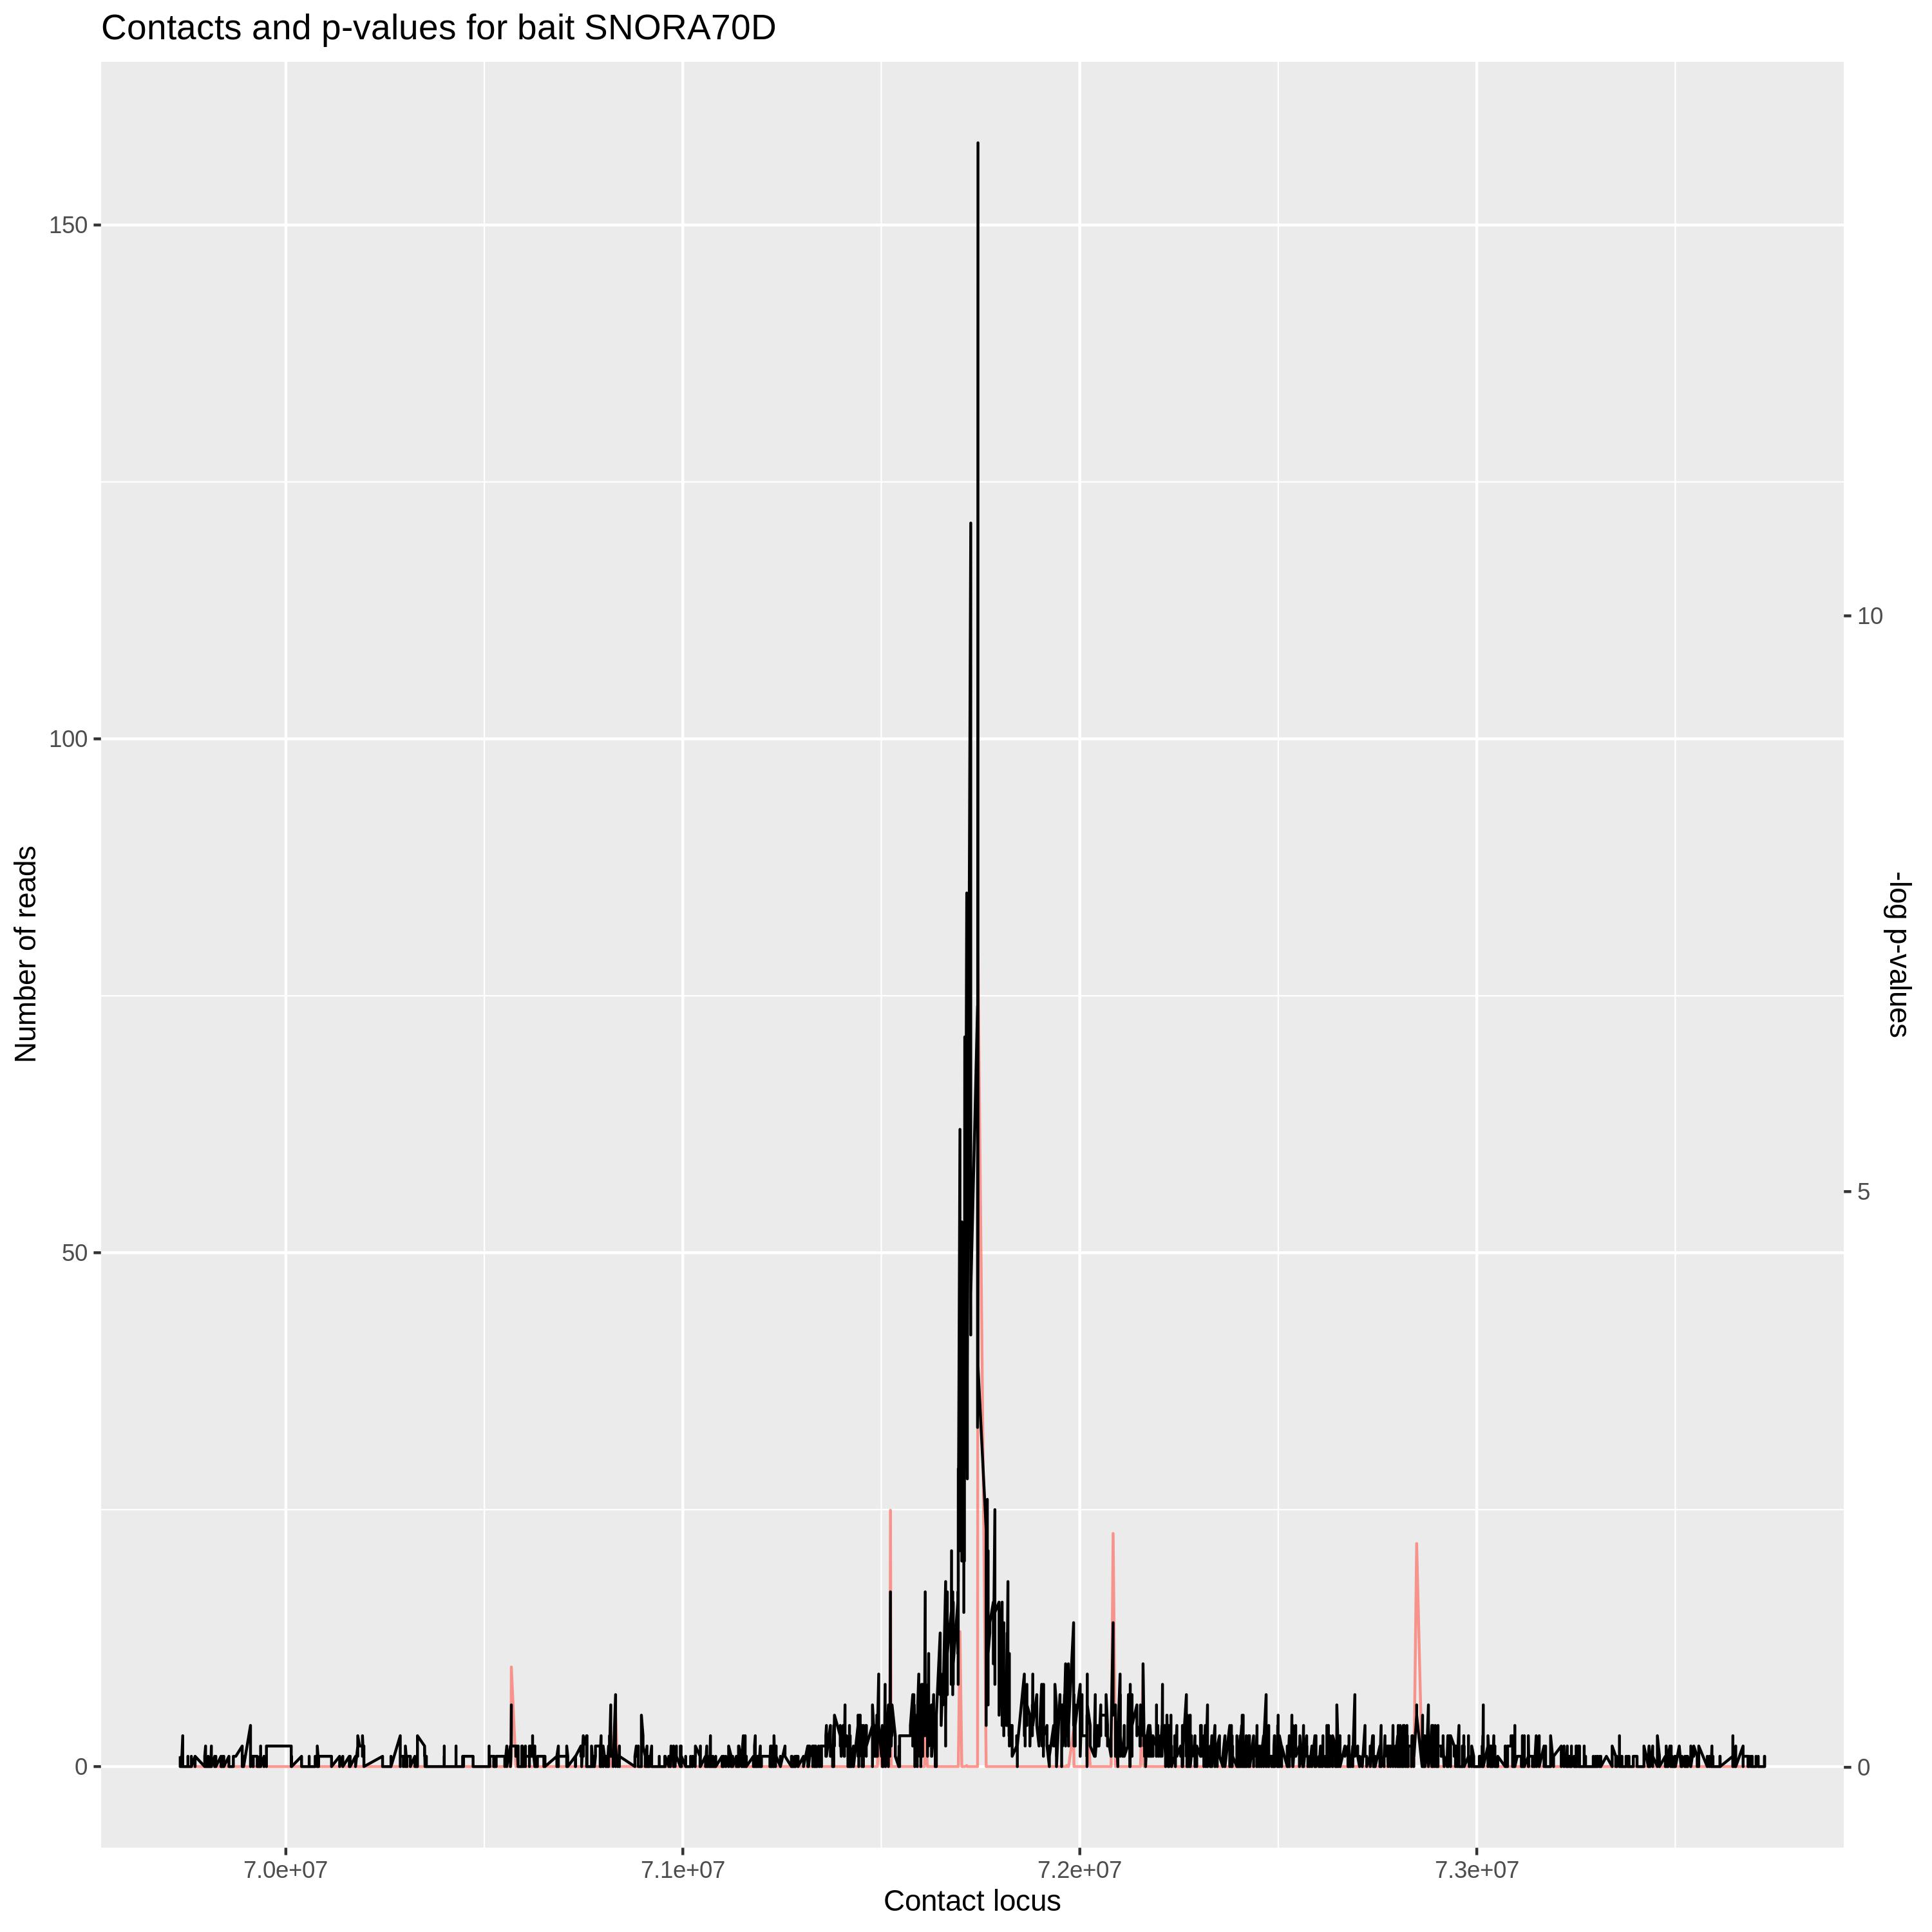 Contacts and p-values for bait SNORA70D
150
100
50
0
Number of reads
10
5
0
-log p-values
7.0e+07
7.1e+07
7.2e+07
7.3e+07
Contact locus